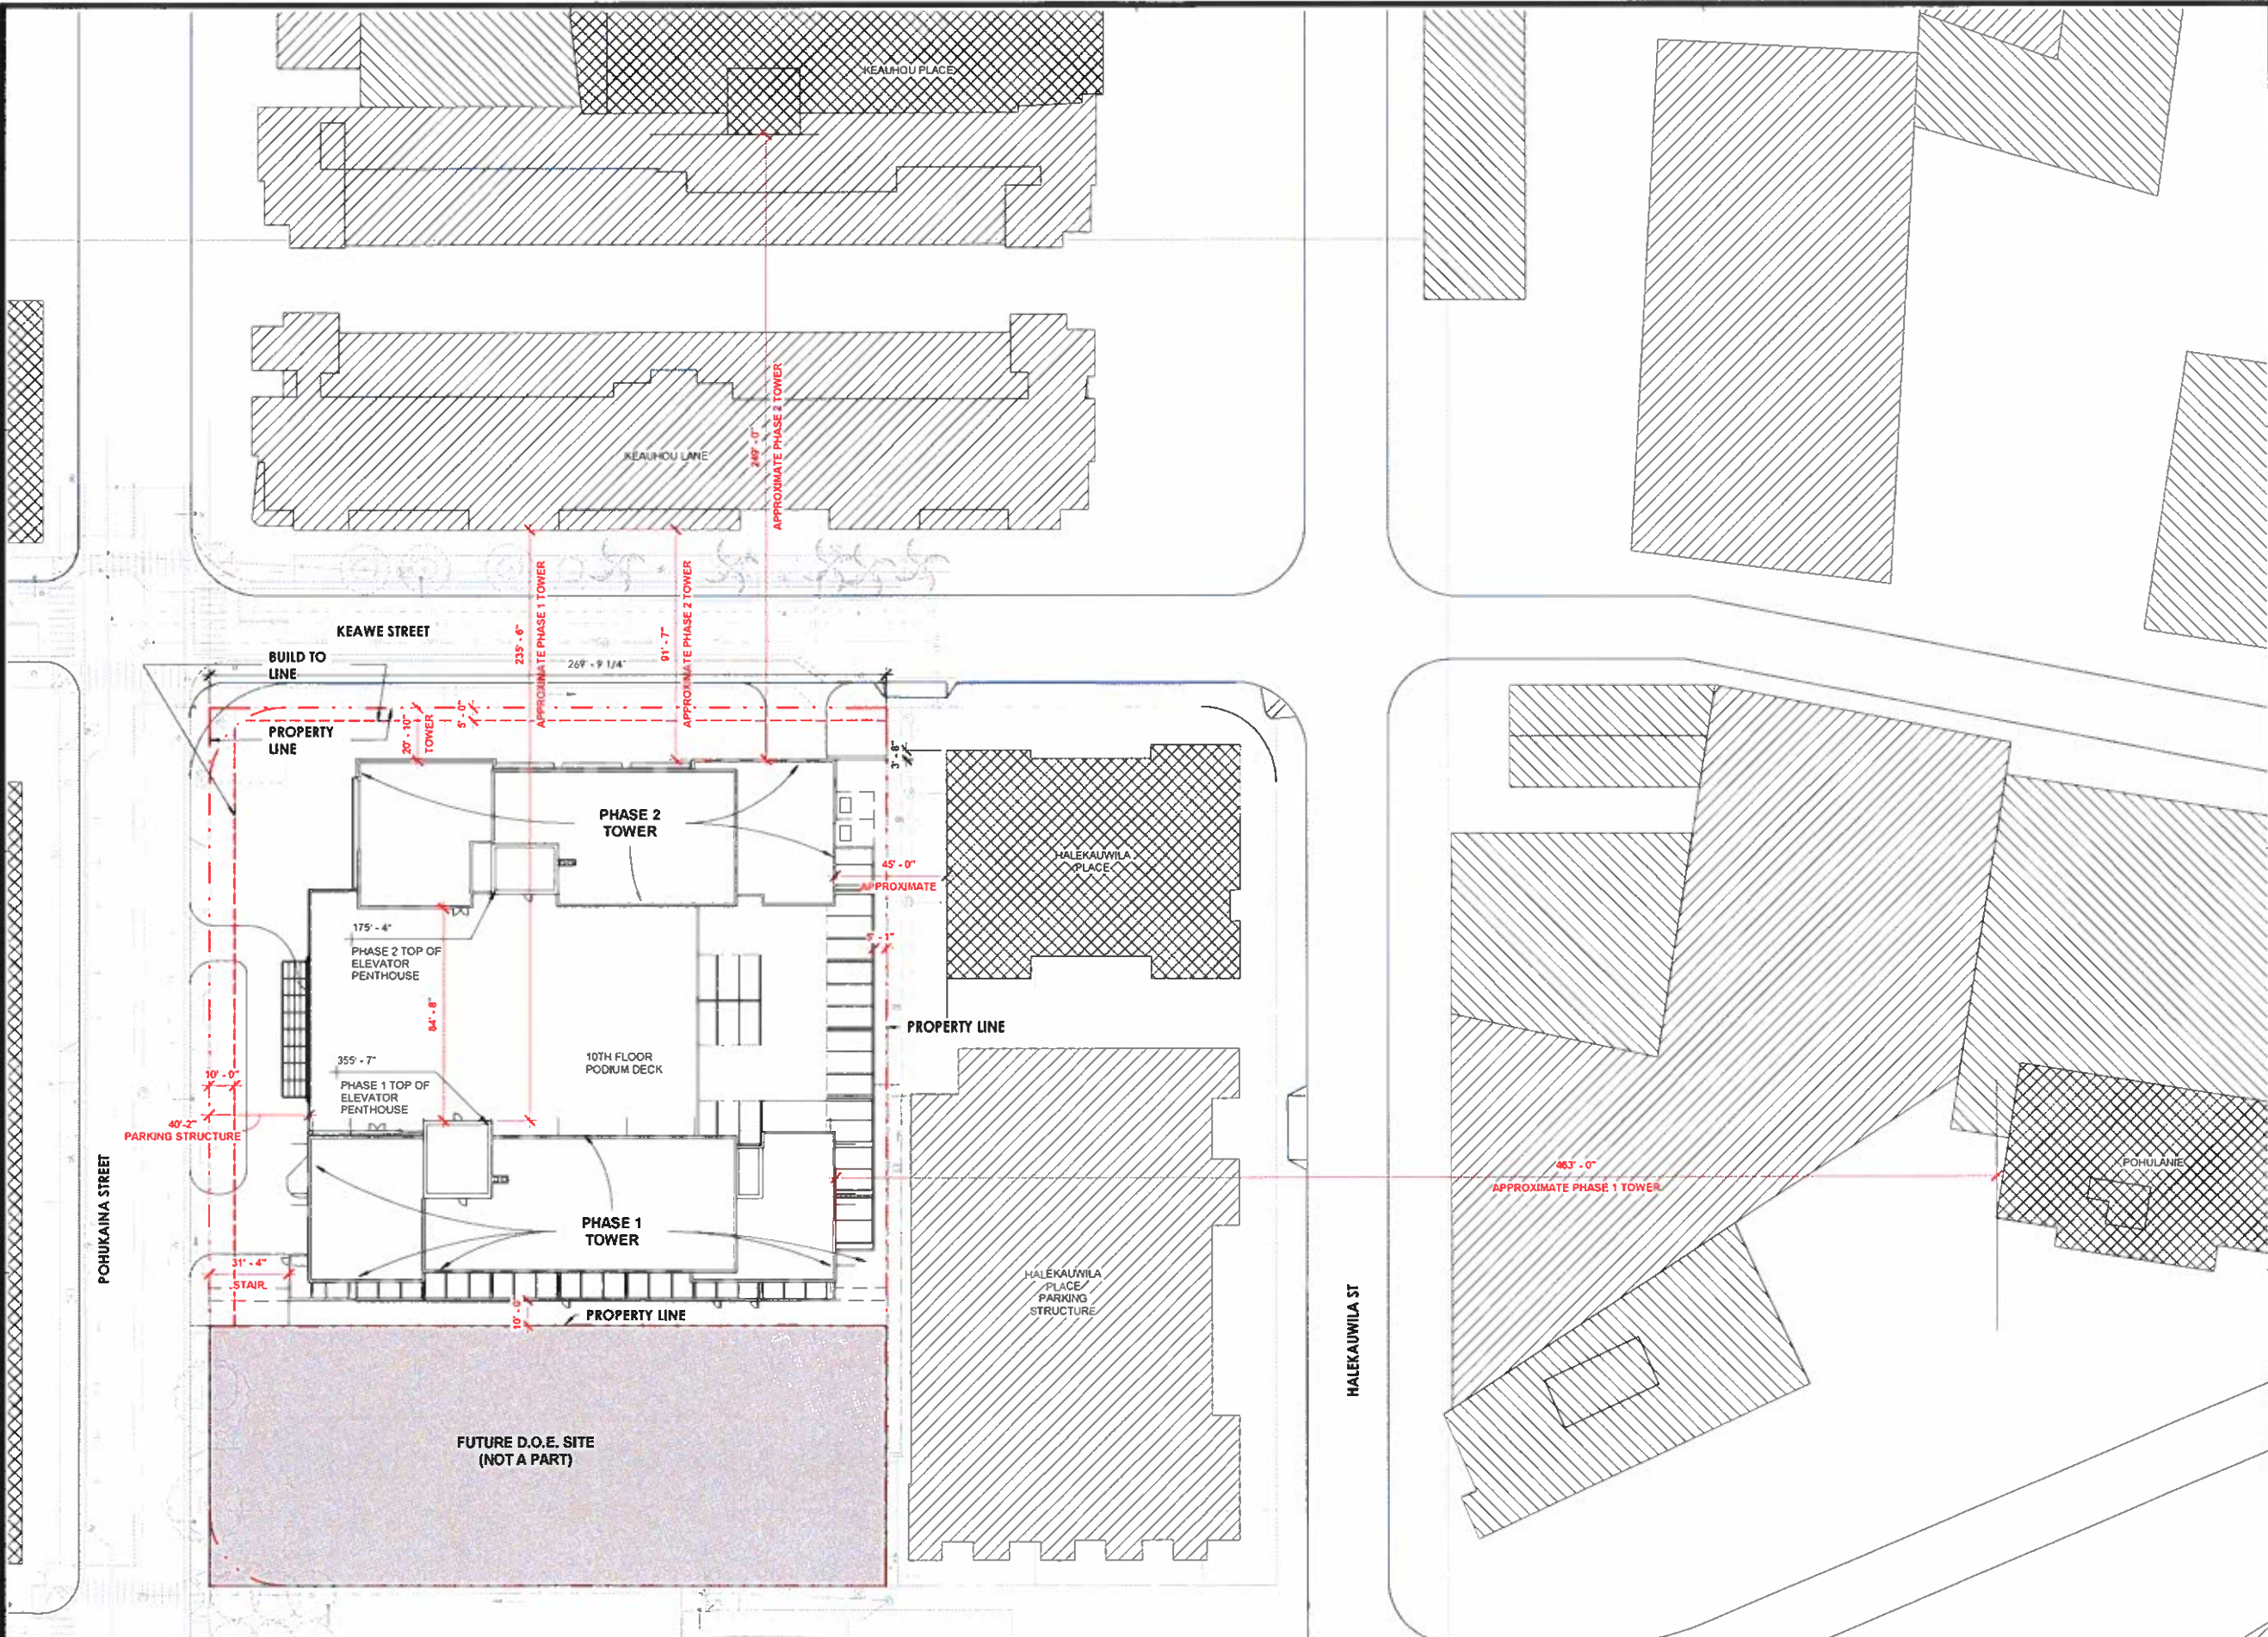 KEAUHOU PLACE
249' - 0"
APPROXIMATE PHASE 2 TOWER
KEAUHOU LANE
KEAWE STREET
235' - 6"
APPROXIMATE PHASE 1 TOWER
91' - 7"
APPROXIMATE PHASE 2 TOWER
269' - 9 1/4"
BUILD TO
LINE
PROPERTY
LINE
20' - 10"
TOWER
5' - 0"
3' - 8"
PHASE 2
TOWER
HALEKAUWILA
PLACE
45' - 0"
APPROXIMATE
175' - 4"
PHASE 2 TOP OF
ELEVATOR
PENTHOUSE
84' - 8"
PROPERTY LINE
355' - 7"
PHASE 1 TOP OF
ELEVATOR
PENTHOUSE
10TH FLOOR
PODIUM DECK
10' - 0"
40'-2"
PARKING STRUCTURE
POHUKAINA STREET
463' - 0"
APPROXIMATE PHASE 1 TOWER
POHULANIE
PHASE 1
TOWER
31' - 4"
STAIR
HALEKAUWILA
PLACE
PARKING
STRUCTURE
10' - 0"
PROPERTY LINE
HALEKAUWILA ST
FUTURE D.O.E. SITE
(NOT A PART)